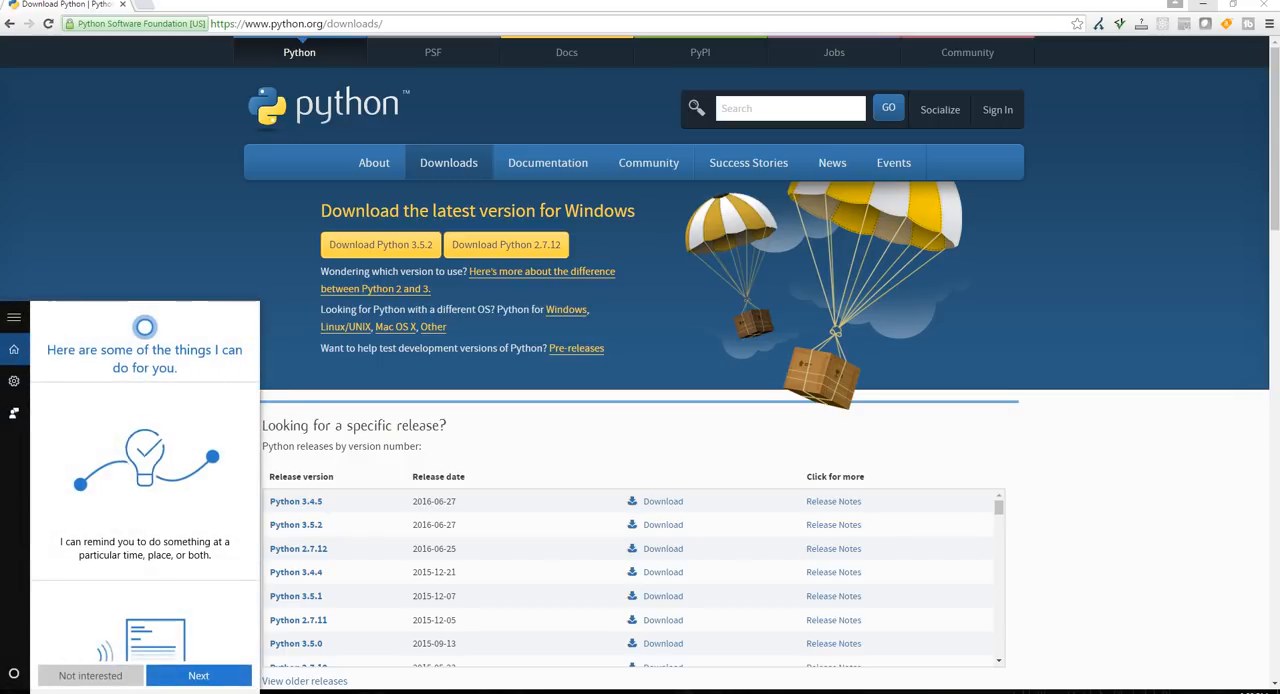 Download Python | Pytho
Python Software Foundation [US]
https://www.python.org/downloads/
Python
PSF
Docs
PyPI
Jobs
Community
python™
Search
GO
Socialize
Sign In
About
Downloads
Documentation
Community
Success Stories
News
Events
Download the latest version for Windows
Download Python 3.5.2
Download Python 2.7.12
Wondering which version to use? Here's more about the difference
between Python 2 and 3.
Looking for Python with a different OS? Python for Windows,
Linux/UNIX, Mac OS X, Other
Want to help test development versions of Python? Pre-releases
Here are some of the things I can
do for you.
I can remind you to do something at a
particular time, place, or both.
Not interested
Next
Looking for a specific release?
Python releases by version number:
Release version Release date Click for more
Python 3.4.5 2016-06-27 Download Release Notes
Python 3.5.2 2016-06-27 Download Release Notes
Python 2.7.12 2016-06-25 Download Release Notes
Python 3.4.4 2015-12-21 Download Release Notes
Python 3.5.1 2015-12-07 Download Release Notes
Python 2.7.11 2015-12-05 Download Release Notes
Python 3.5.0 2015-09-13 Download Release Notes
View older releases